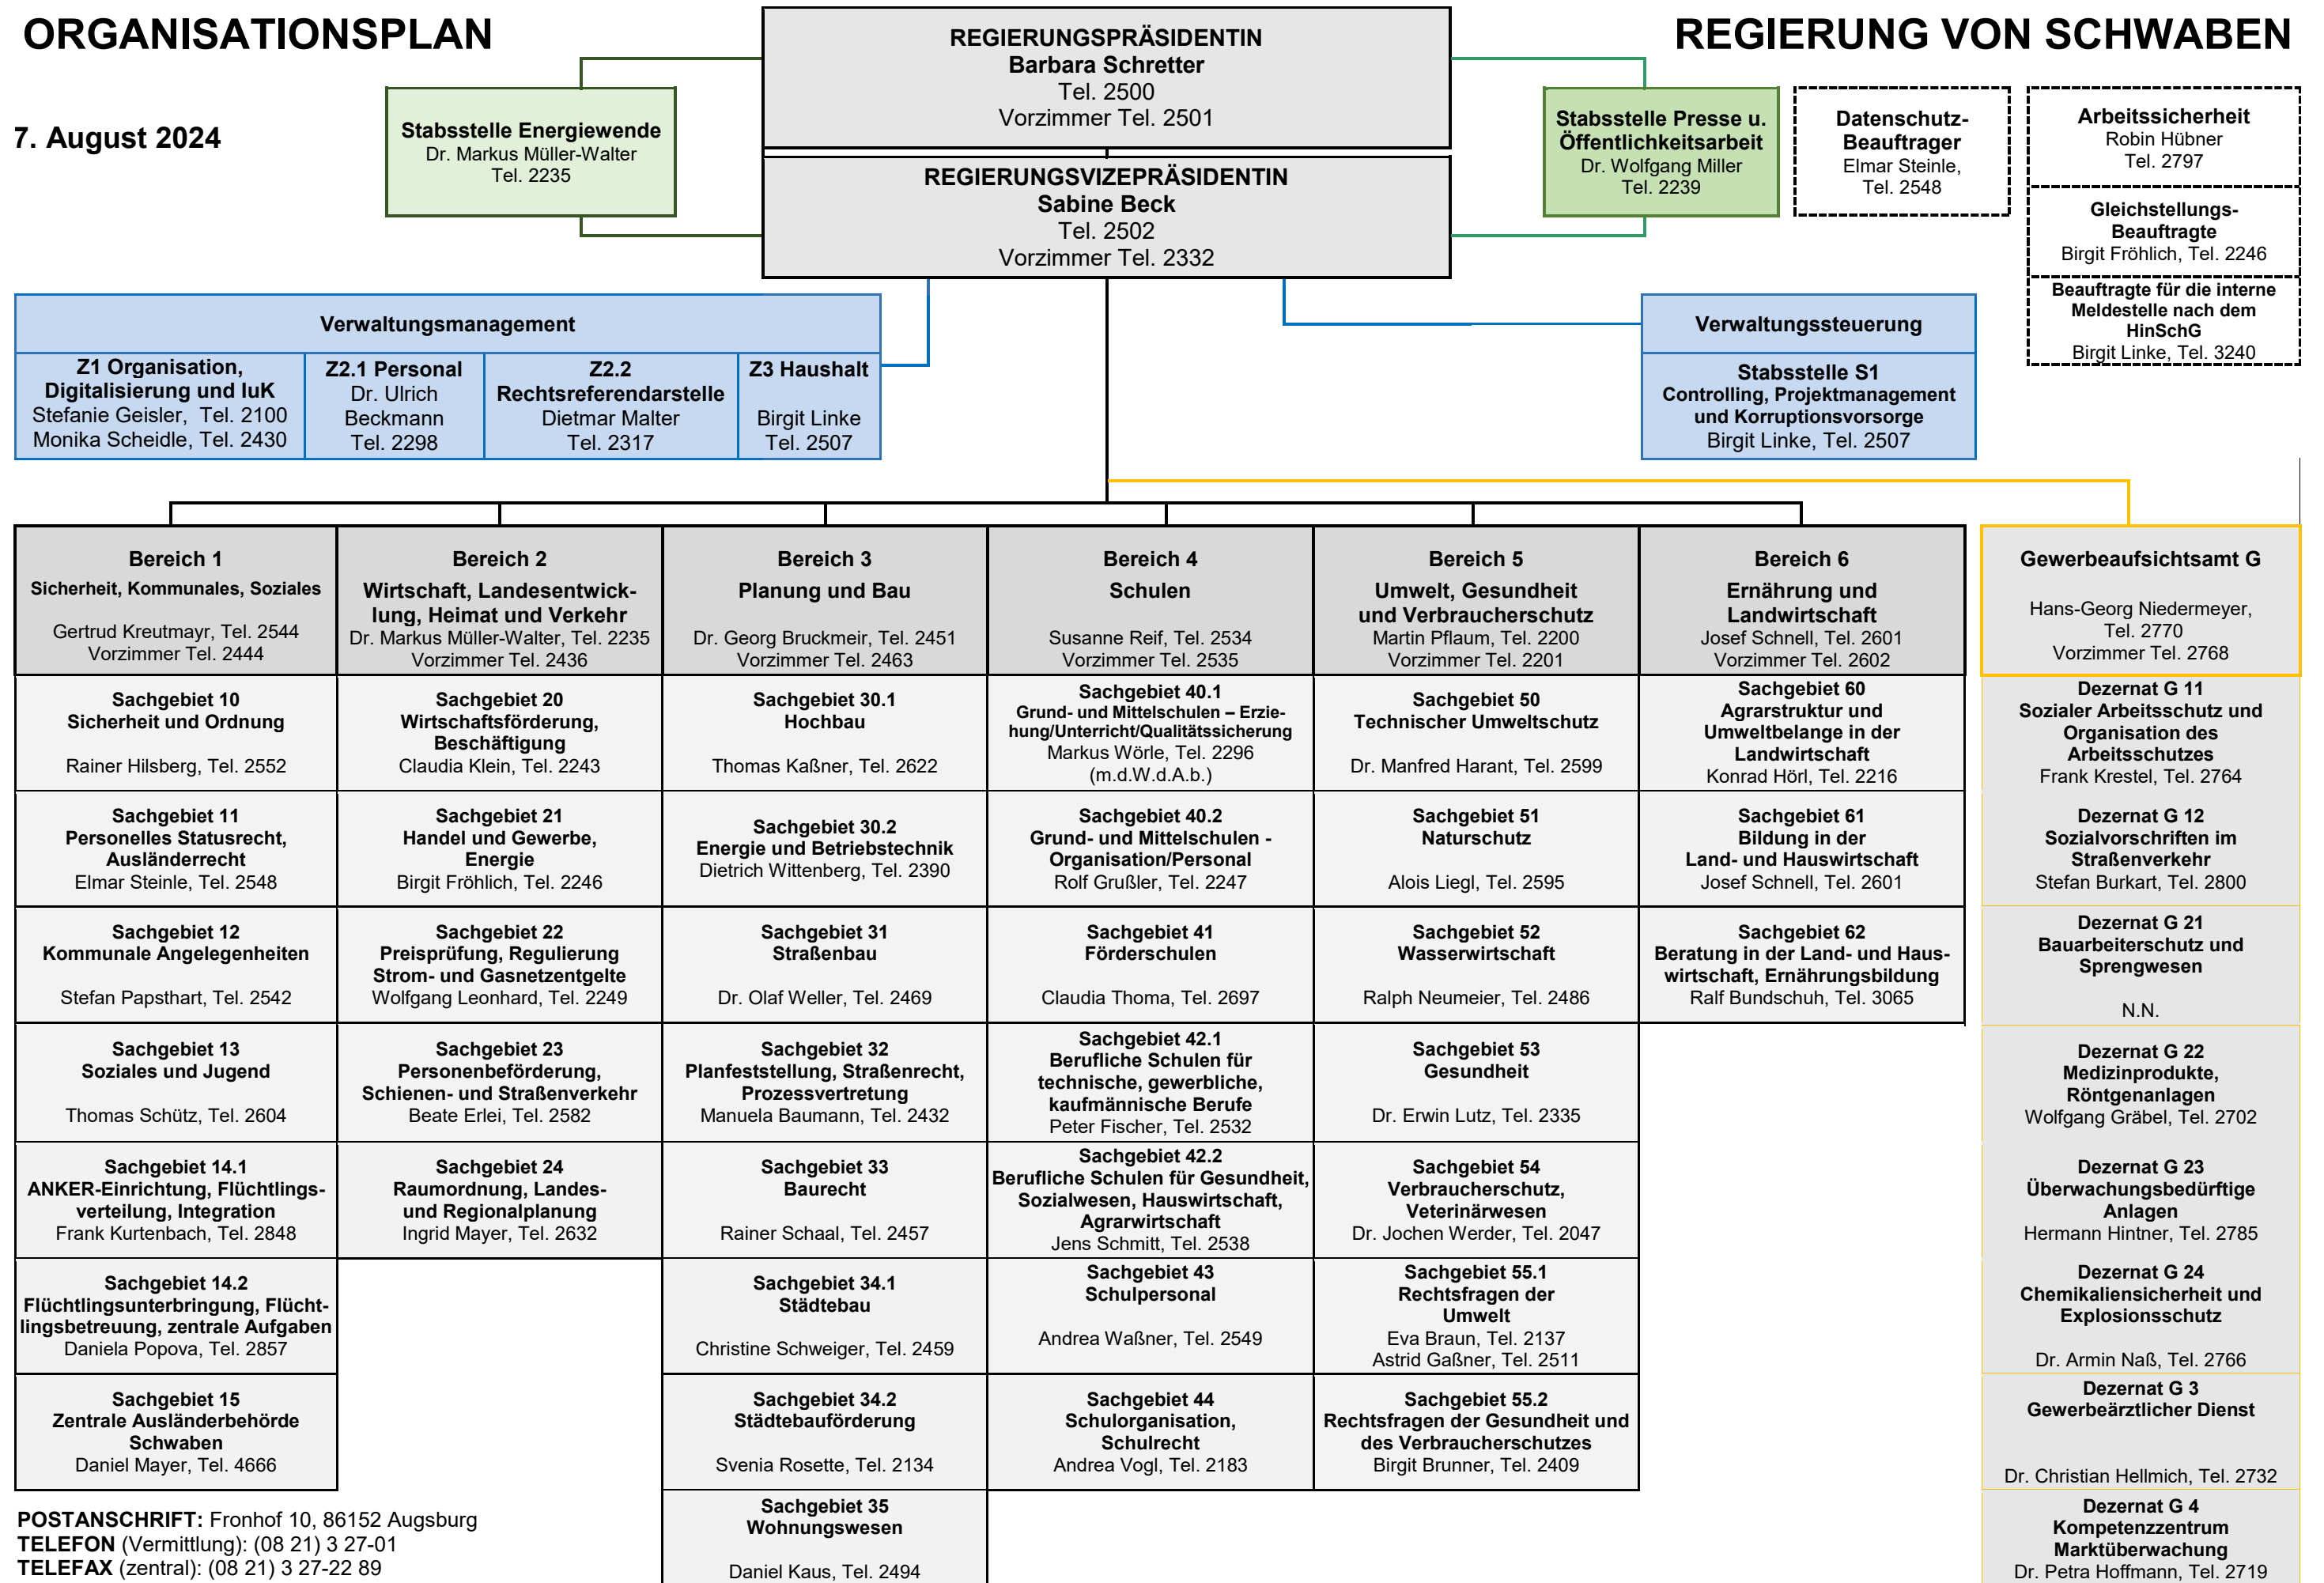 ORGANISATIONSPLAN
REGIERUNG VON SCHWABEN
7. August 2024
REGIERUNGSPRÄSIDENTIN
Barbara Schretter
Tel. 2500
Vorzimmer Tel. 2501
REGIERUNGSVIZEPRÄSIDENTIN
Sabine Beck
Tel. 2502
Vorzimmer Tel. 2332
Stabsstelle Energiewende
Dr. Markus Müller-Walter
Tel. 2235
Stabsstelle Presse u.
Öffentlichkeitsarbeit
Dr. Wolfgang Miller
Tel. 2239
Datenschutz-
Beauftrager
Elmar Steinle,
Tel. 2548
Arbeitssicherheit
Robin Hübner
Tel. 2797
Gleichstellungs-
Beauftragte
Birgit Fröhlich, Tel. 2246
Beauftragte für die interne
Meldestelle nach dem
HinSchG
Birgit Linke, Tel. 3240
Verwaltungsmanagement
Z1 Organisation,
Digitalisierung und IuK
Stefanie Geisler, Tel. 2100
Monika Scheidle, Tel. 2430
Z2.1 Personal
Dr. Ulrich
Beckmann
Tel. 2298
Z2.2
Rechtsreferendarstelle
Dietmar Malter
Tel. 2317
Z3 Haushalt
Birgit Linke
Tel. 2507
Verwaltungssteuerung
Stabsstelle S1
Controlling, Projektmanagement
und Korruptionsvorsorge
Birgit Linke, Tel. 2507
Bereich 1
Sicherheit, Kommunales, Soziales
Gertrud Kreutmayr, Tel. 2544
Vorzimmer Tel. 2444
Sachgebiet 10
Sicherheit und Ordnung
Rainer Hilsberg, Tel. 2552
Sachgebiet 11
Personelles Statusrecht,
Ausländerrecht
Elmar Steinle, Tel. 2548
Sachgebiet 12
Kommunale Angelegenheiten
Stefan Papsthart, Tel. 2542
Sachgebiet 13
Soziales und Jugend
Thomas Schütz, Tel. 2604
Sachgebiet 14.1
ANKER-Einrichtung, Flüchtlings-
verteilung, Integration
Frank Kurtenbach, Tel. 2848
Sachgebiet 14.2
Flüchtlingsunterbringung, Flücht-
lingsbetreuung, zentrale Aufgaben
Daniela Popova, Tel. 2857
Sachgebiet 15
Zentrale Ausländerbehörde
Schwaben
Daniel Mayer, Tel. 4666
Bereich 2
Wirtschaft, Landesentwick-
lung, Heimat und Verkehr
Dr. Markus Müller-Walter, Tel. 2235
Vorzimmer Tel. 2436
Sachgebiet 20
Wirtschaftsförderung,
Beschäftigung
Claudia Klein, Tel. 2243
Sachgebiet 21
Handel und Gewerbe,
Energie
Birgit Fröhlich, Tel. 2246
Sachgebiet 22
Preisprüfung, Regulierung
Strom- und Gasnetzentgelte
Wolfgang Leonhard, Tel. 2249
Sachgebiet 23
Personenbeförderung,
Schienen- und Straßenverkehr
Beate Erlei, Tel. 2582
Sachgebiet 24
Raumordnung, Landes-
und Regionalplanung
Ingrid Mayer, Tel. 2632
Bereich 3
Planung und Bau
Dr. Georg Bruckmeir, Tel. 2451
Vorzimmer Tel. 2463
Sachgebiet 30.1
Hochbau
Thomas Kaßner, Tel. 2622
Sachgebiet 30.2
Energie und Betriebstechnik
Dietrich Wittenberg, Tel. 2390
Sachgebiet 31
Straßenbau
Dr. Olaf Weller, Tel. 2469
Sachgebiet 32
Planfeststellung, Straßenrecht,
Prozessvertretung
Manuela Baumann, Tel. 2432
Sachgebiet 33
Baurecht
Rainer Schaal, Tel. 2457
Sachgebiet 34.1
Städtebau
Christine Schweiger, Tel. 2459
Sachgebiet 34.2
Städtebauförderung
Svenia Rosette, Tel. 2134
Sachgebiet 35
Wohnungswesen
Daniel Kaus, Tel. 2494
Bereich 4
Schulen
Susanne Reif, Tel. 2534
Vorzimmer Tel. 2535
Sachgebiet 40.1
Grund- und Mittelschulen – Erzie-
hung/Unterricht/Qualitätssicherung
Markus Wörle, Tel. 2296
(m.d.W.d.A.b.)
Sachgebiet 40.2
Grund- und Mittelschulen -
Organisation/Personal
Rolf Grußler, Tel. 2247
Sachgebiet 41
Förderschulen
Claudia Thoma, Tel. 2697
Sachgebiet 42.1
Berufliche Schulen für
technische, gewerbliche,
kaufmännische Berufe
Peter Fischer, Tel. 2532
Sachgebiet 42.2
Berufliche Schulen für Gesundheit,
Sozialwesen, Hauswirtschaft,
Agrarwirtschaft
Jens Schmitt, Tel. 2538
Sachgebiet 43
Schulpersonal
Andrea Waßner, Tel. 2549
Sachgebiet 44
Schulorganisation,
Schulrecht
Andrea Vogl, Tel. 2183
Bereich 5
Umwelt, Gesundheit
und Verbraucherschutz
Martin Pflaum, Tel. 2200
Vorzimmer Tel. 2201
Sachgebiet 50
Technischer Umweltschutz
Dr. Manfred Harant, Tel. 2599
Sachgebiet 51
Naturschutz
Alois Liegl, Tel. 2595
Sachgebiet 52
Wasserwirtschaft
Ralph Neumeier, Tel. 2486
Sachgebiet 53
Gesundheit
Dr. Erwin Lutz, Tel. 2335
Sachgebiet 54
Verbraucherschutz,
Veterinärwesen
Dr. Jochen Werder, Tel. 2047
Sachgebiet 55.1
Rechtsfragen der
Umwelt
Eva Braun, Tel. 2137
Astrid Gaßner, Tel. 2511
Sachgebiet 55.2
Rechtsfragen der Gesundheit und
des Verbraucherschutzes
Birgit Brunner, Tel. 2409
Bereich 6
Ernährung und
Landwirtschaft
Josef Schnell, Tel. 2601
Vorzimmer Tel. 2602
Sachgebiet 60
Agrarstruktur und
Umweltbelange in der
Landwirtschaft
Konrad Hörl, Tel. 2216
Sachgebiet 61
Bildung in der
Land- und Hauswirtschaft
Josef Schnell, Tel. 2601
Sachgebiet 62
Beratung in der Land- und Haus-
wirtschaft, Ernährungsbildung
Ralf Bundschuh, Tel. 3065
Gewerbeaufsichtsamt G
Hans-Georg Niedermeyer,
Tel. 2770
Vorzimmer Tel. 2768
Dezernat G 11
Sozialer Arbeitsschutz und
Organisation des
Arbeitsschutzes
Frank Krestel, Tel. 2764
Dezernat G 12
Sozialvorschriften im
Straßenverkehr
Stefan Burkart, Tel. 2800
Dezernat G 21
Bauarbeiterschutz und
Sprengwesen
N.N.
Dezernat G 22
Medizinprodukte,
Röntgenanlagen
Wolfgang Gräbel, Tel. 2702
Dezernat G 23
Überwachungsbedürftige
Anlagen
Hermann Hintner, Tel. 2785
Dezernat G 24
Chemikaliensicherheit und
Explosionsschutz
Dr. Armin Naß, Tel. 2766
Dezernat G 3
Gewerbeärztlicher Dienst
Dr. Christian Hellmich, Tel. 2732
Dezernat G 4
Kompetenzzentrum
Marktüberwachung
Dr. Petra Hoffmann, Tel. 2719
POSTANSCHRIFT: Fronhof 10, 86152 Augsburg
TELEFON (Vermittlung): (08 21) 3 27-01
TELEFAX (zentral): (08 21) 3 27-22 89